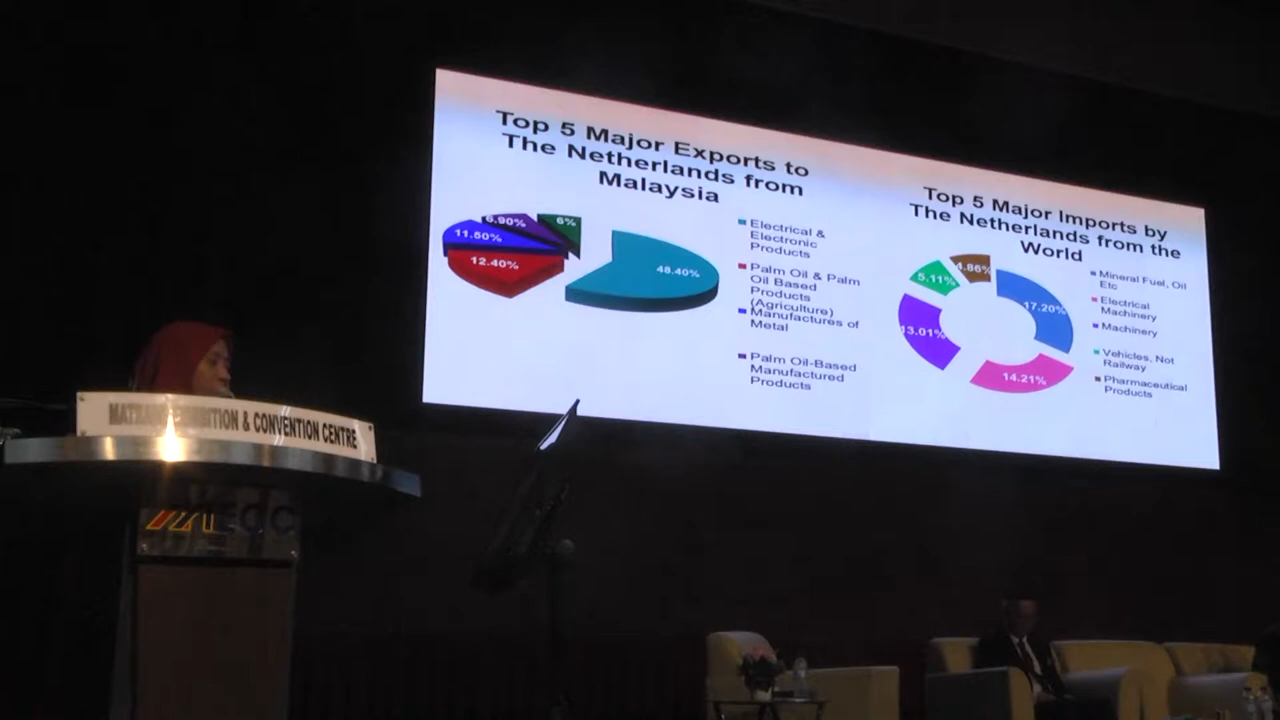 Top 5 Major Exports to
The Netherlands from
Malaysia
6.90%
6%
11.50%
12.40%
48.40%
Electrical &
Electronic
Products
Palm Oil & Palm
Oil Based
Products
(Agriculture)
Manufactures of
Metal
Palm Oil-Based
Manufactured
Products
Top 5 Major Imports by
The Netherlands from the
World
4.86%
5.11%
17.20%
13.01%
14.21%
Mineral Fuel, Oil
Etc
Electrical
Machinery
Machinery
Vehicles, Not
Railway
Pharmaceutical
Products
& CONVENTION CENTRE